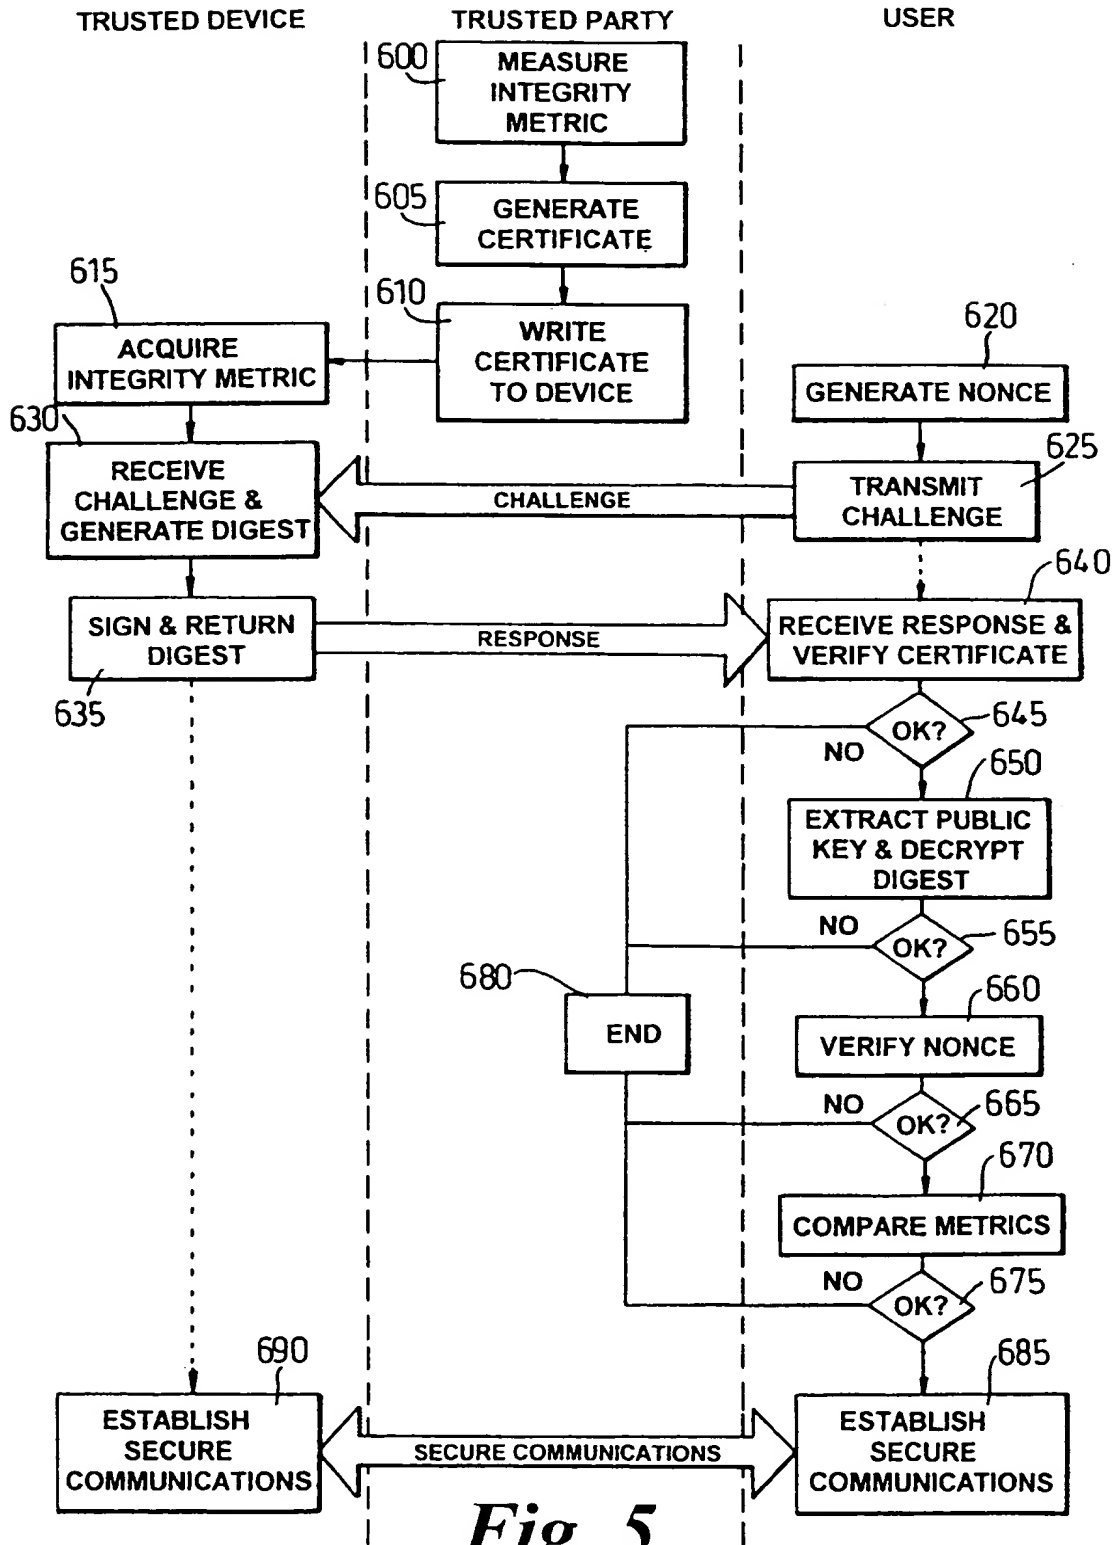 TRUSTED DEVICE
TRUSTED PARTY
USER
600
MEASURE
INTEGRITY
METRIC
605
GENERATE
CERTIFICATE
615
610
WRITE
CERTIFICATE
TO DEVICE
ACQUIRE
INTEGRITY METRIC
620
GENERATE NONCE
630
RECEIVE
CHALLENGE &
GENERATE DIGEST
CHALLENGE
625
TRANSMIT
CHALLENGE
640
SIGN & RETURN
DIGEST
635
RESPONSE
RECEIVE RESPONSE &
VERIFY CERTIFICATE
645
OK?
NO
650
EXTRACT PUBLIC
KEY & DECRYPT
DIGEST
NO
OK?
655
680
END
660
VERIFY NONCE
NO
OK?
665
670
COMPARE METRICS
NO
OK?
675
690
ESTABLISH
SECURE
COMMUNICATIONS
SECURE COMMUNICATIONS
685
ESTABLISH
SECURE
COMMUNICATIONS
Fig. 5